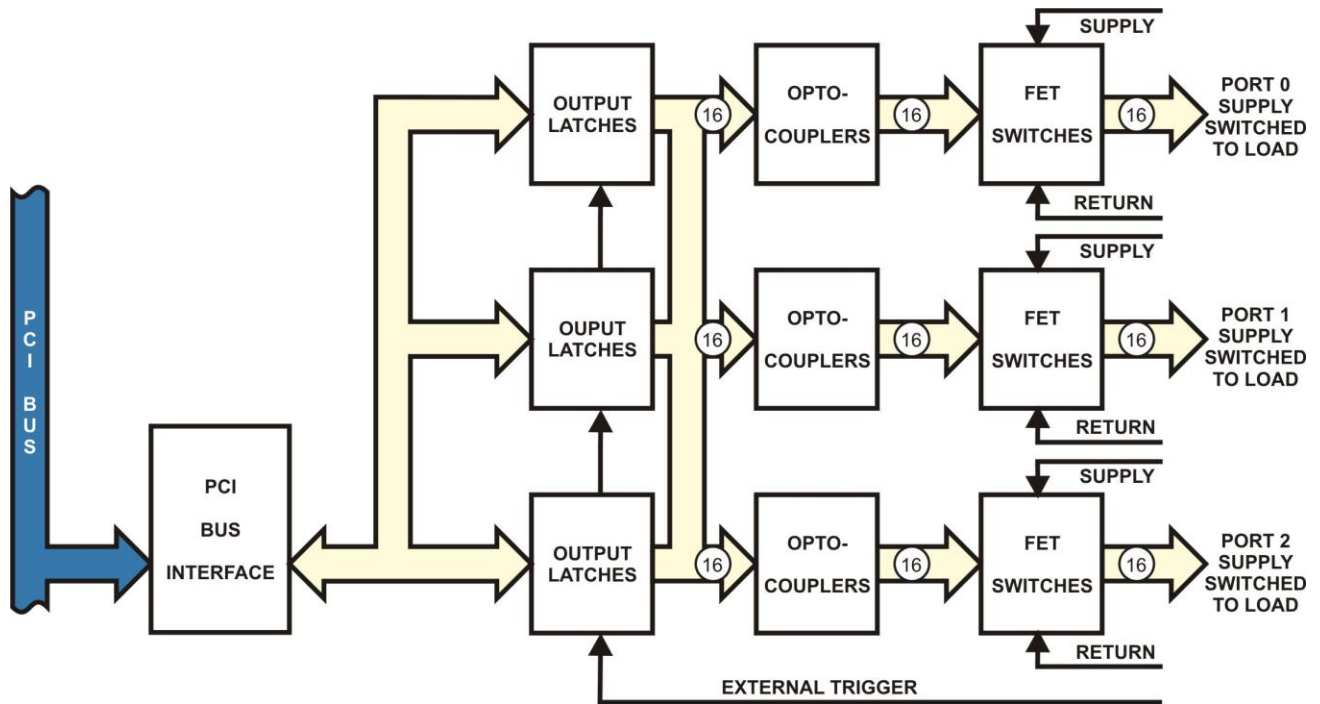 SUPPLY
OUTPUT
LATCHES
16
OPTO-
COUPLERS
16
FET
SWITCHES
16
PORT 0
SUPPLY
SWITCHED
TO LOAD
RETURN
SUPPLY
PCI BUS
OUPUT
LATCHES
16
OPTO-
COUPLERS
16
FET
SWITCHES
16
PORT 1
SUPPLY
SWITCHED
TO LOAD
RETURN
SUPPLY
PCI
BUS
INTERFACE
OUTPUT
LATCHES
16
OPTO-
COUPLERS
16
FET
SWITCHES
16
PORT 2
SUPPLY
SWITCHED
TO LOAD
RETURN
EXTERNAL TRIGGER